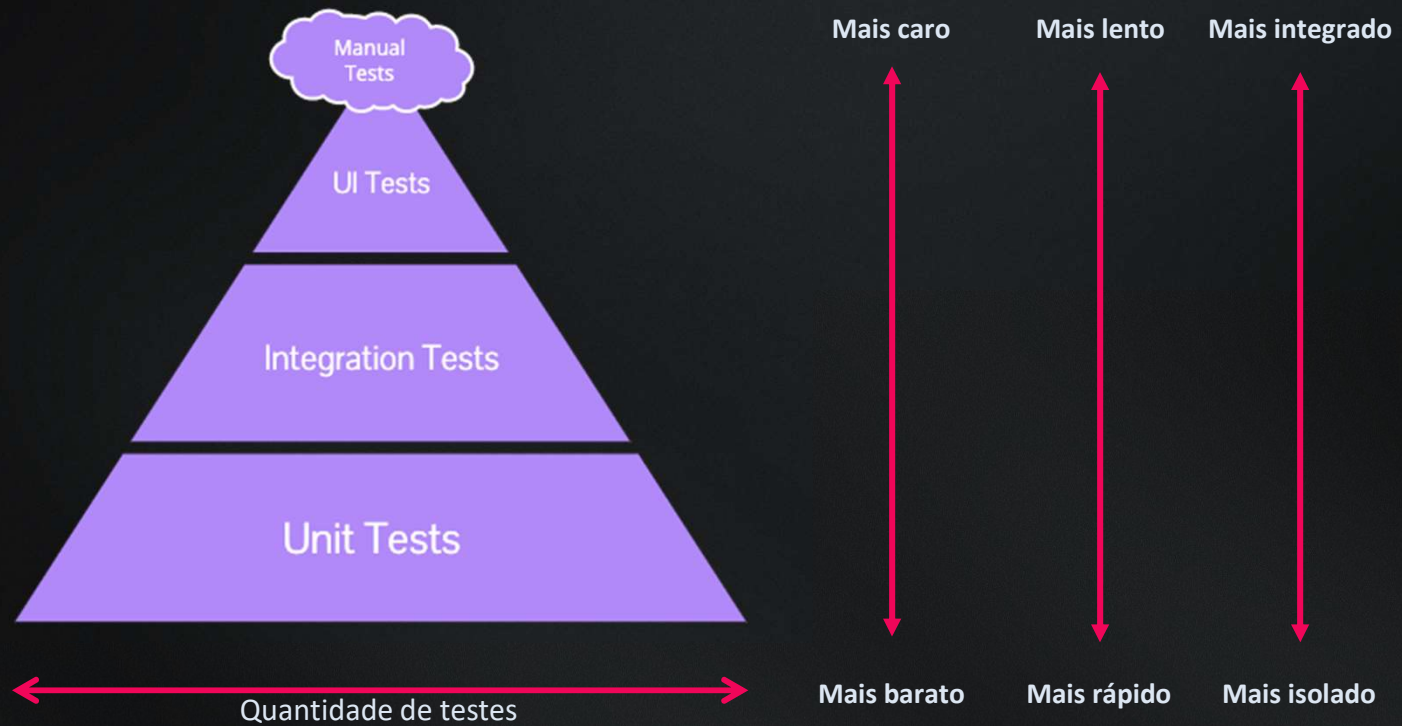 Manual
Tests
UI Tests
Integration Tests
Unit Tests
Quantidade de testes
Mais caro
Mais lento
Mais integrado
Mais barato
Mais rápido
Mais isolado